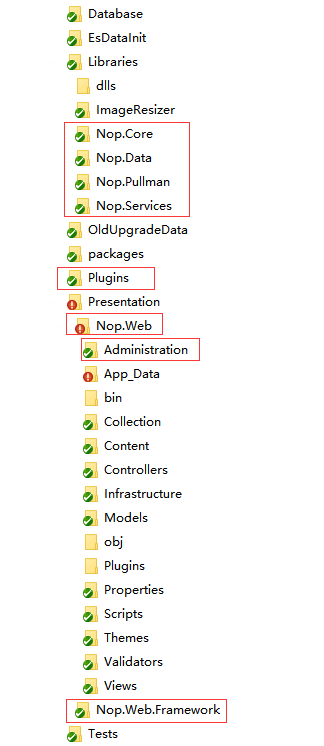 Database
EsDataInit
Libraries
dlls
ImageResizer
Nop.Core
Nop.Data
Nop.Pullman
Nop.Services
OldUpgradeData
packages
Plugins
Presentation
Nop.Web
Administration
App_Data
bin
Collection
Content
Controllers
Infrastructure
Models
obj
Plugins
Properties
Scripts
Themes
Validators
Views
Nop.Web.Framework
Tests